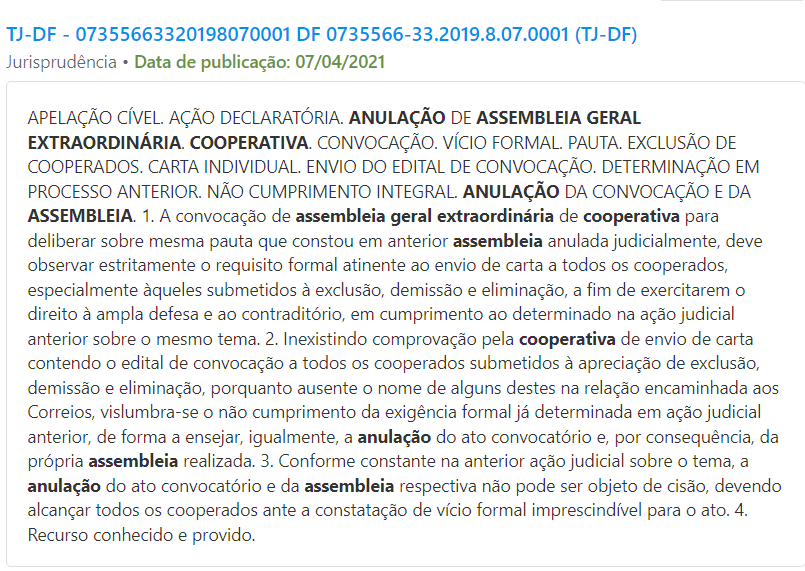 TJ-DF - 07355663320198070001 DF 0735566-33.2019.8.07.0001 (TJ-DF)
Jurisprudência • Data de publicação: 07/04/2021
APELAÇÃO CÍVEL. AÇÃO DECLARATÓRIA. ANULAÇÃO DE ASSEMBLEIA GERAL
EXTRAORDINÁRIA. COOPERATIVA. CONVOCAÇÃO. VÍCIO FORMAL. PAUTA. EXCLUSÃO DE
COOPERADOS. CARTA INDIVIDUAL. ENVIO DO EDITAL DE CONVOCAÇÃO. DETERMINAÇÃO EM
PROCESSO ANTERIOR. NÃO CUMPRIMENTO INTEGRAL. ANULAÇÃO DA CONVOCAÇÃO E DA
ASSEMBLEIA. 1. A convocação de assembleia geral extraordinária de cooperativa para
deliberar sobre mesma pauta que constou em anterior assembleia anulada judicialmente, deve
observar estritamente o requisito formal atinente ao envio de carta a todos os cooperados,
especialmente àqueles submetidos à exclusão, demissão e eliminação, a fim de exercitarem o
direito à ampla defesa e ao contraditório, em cumprimento ao determinado na ação judicial
anterior sobre o mesmo tema. 2. Inexistindo comprovação pela cooperativa de envio de carta
contendo o edital de convocação a todos os cooperados submetidos à apreciação de exclusão,
demissão e eliminação, porquanto ausente o nome de alguns destes na relação encaminhada aos
Correios, vislumbra-se o não cumprimento da exigência formal já determinada em ação judicial
anterior, de forma a ensejar, igualmente, a anulação do ato convocatório e, por consequência, da
própria assembleia realizada. 3. Conforme constante na anterior ação judicial sobre o tema, a
anulação do ato convocatório e da assembleia respectiva não pode ser objeto de cisão, devendo
alcançar todos os cooperados ante a constatação de vício formal imprescindível para o ato. 4.
Recurso conhecido e provido.